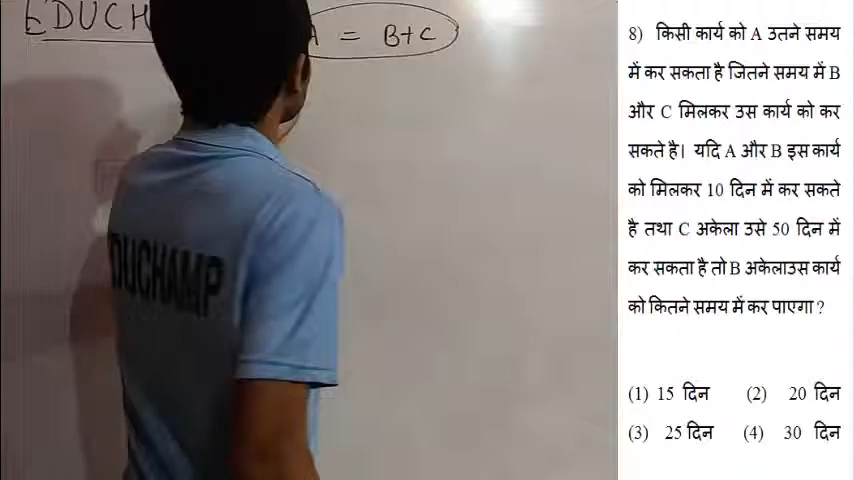 EDUCH
A = B+C
DUCHAMP
8) किसी कार्य को A उतने समय
में कर सकता है जितने समय में B
और C मिलकर उस कार्य को कर
सकते है। यदि A और B इस कार्य
को मिलकर 10 दिन में कर सकते
है तथा C अकेला उसे 50 दिन में
कर सकता है तो B अकेलाउस कार्य
को कितने समय में कर पाएगा ?
(1) 15 दिन (2) 20 दिन
(3) 25 दिन (4) 30 दिन